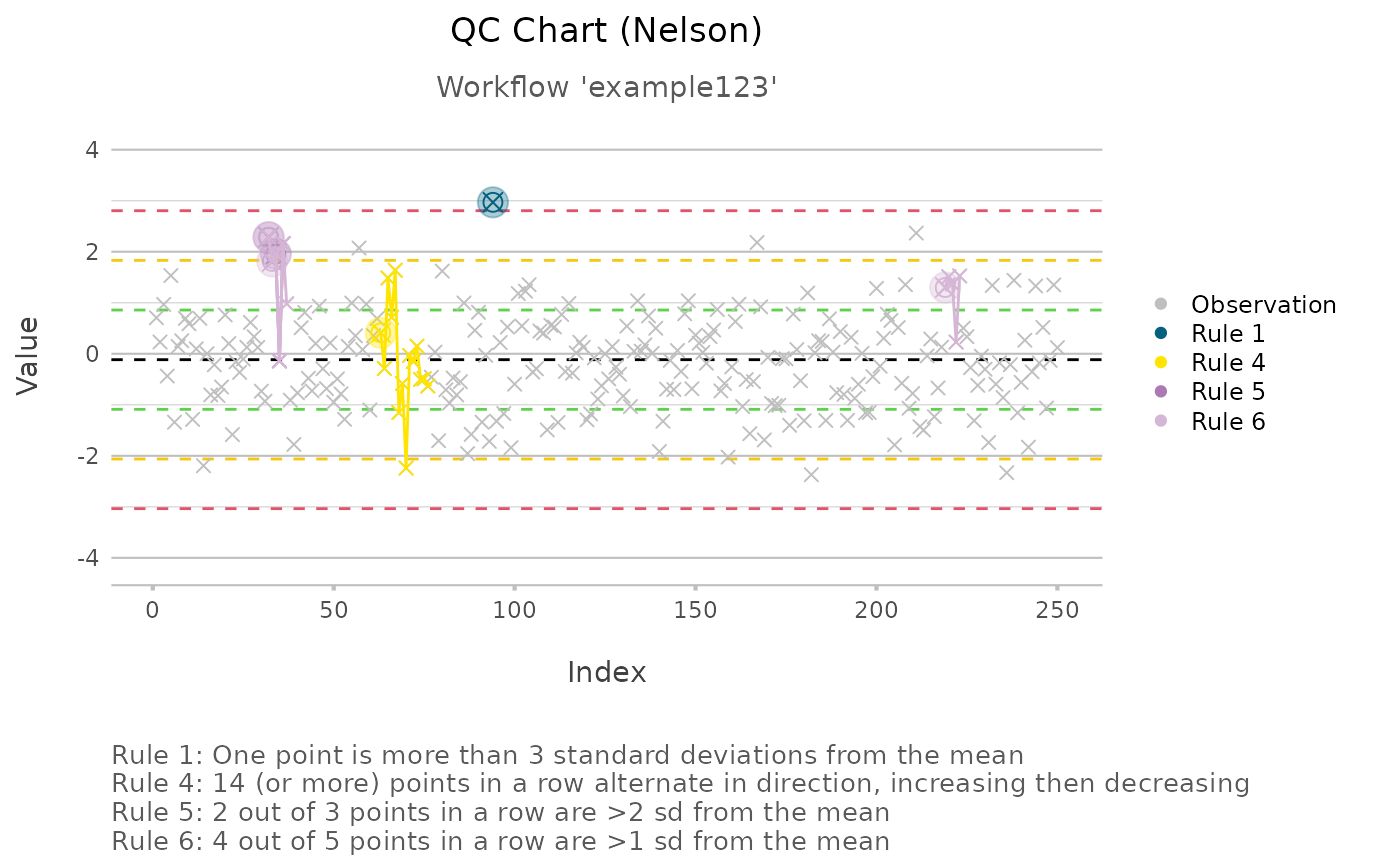 QC Chart (Nelson)
Workflow 'example123'
Value
4
2
0
-2
-4
0 50 100 150 200 250
Index
Observation
Rule 1
Rule 4
Rule 5
Rule 6
Rule 1: One point is more than 3 standard deviations from the mean
Rule 4: 14 (or more) points in a row alternate in direction, increasing then decreasing
Rule 5: 2 out of 3 points in a row are >2 sd from the mean
Rule 6: 4 out of 5 points in a row are >1 sd from the mean